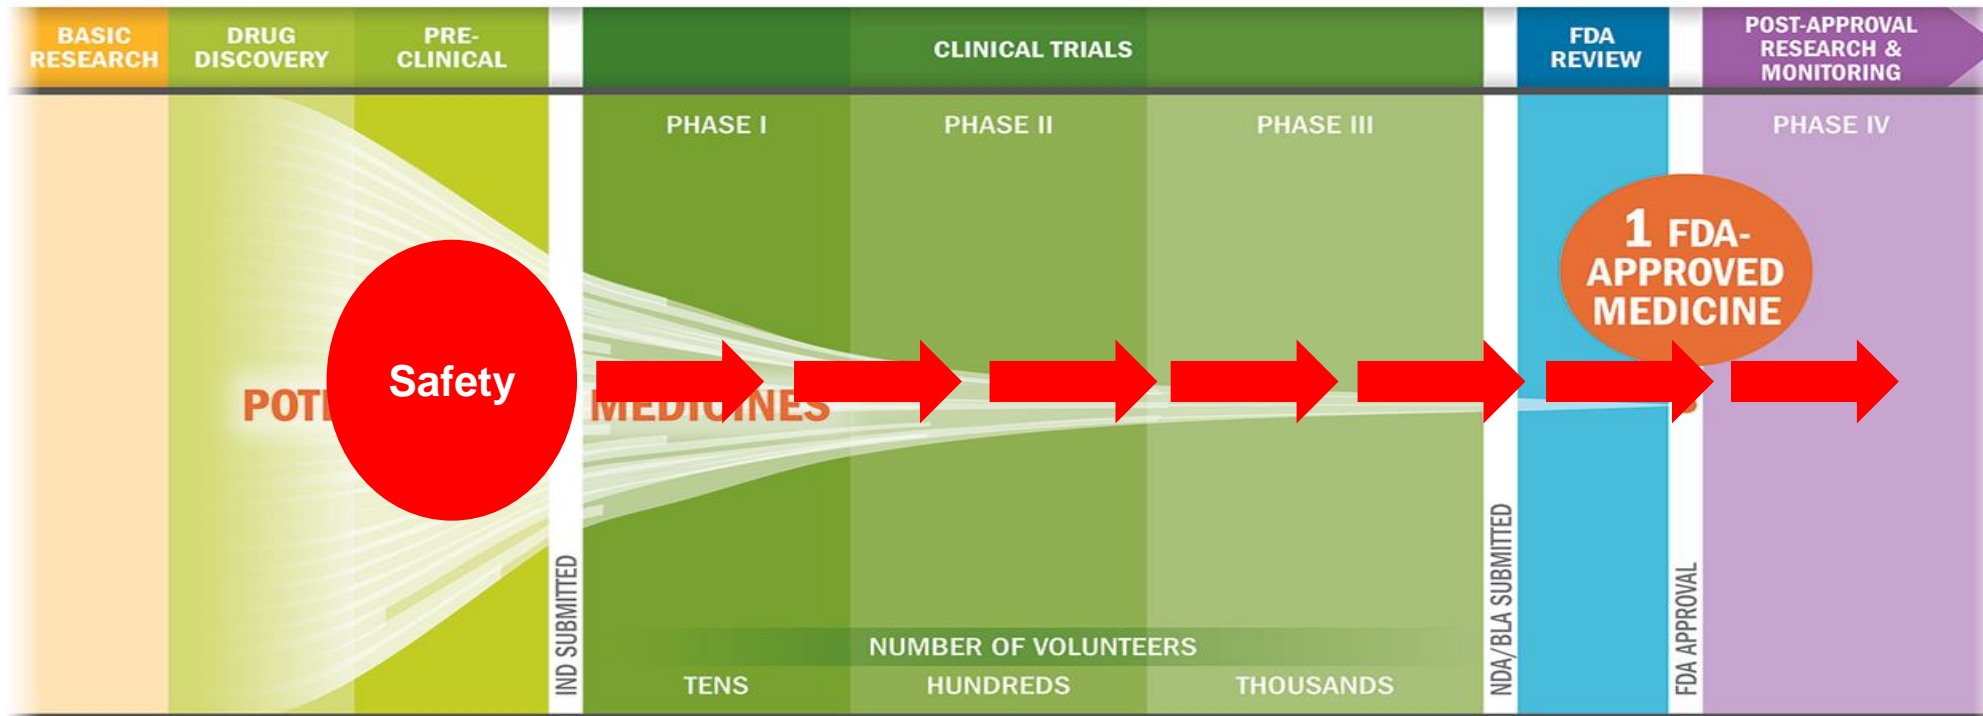 BASIC
RESEARCH
DRUG
DISCOVERY
PRE-
CLINICAL
CLINICAL TRIALS
FDA
REVIEW
POST-APPROVAL
RESEARCH &
MONITORING
PHASE I
PHASE II
PHASE III
PHASE IV
1 FDA-
APPROVED
MEDICINE
Safety
MEDICINES
IND SUBMITTED
NDA/BLA SUBMITTED
FDA APPROVAL
NUMBER OF VOLUNTEERS
TENS
HUNDREDS
THOUSANDS